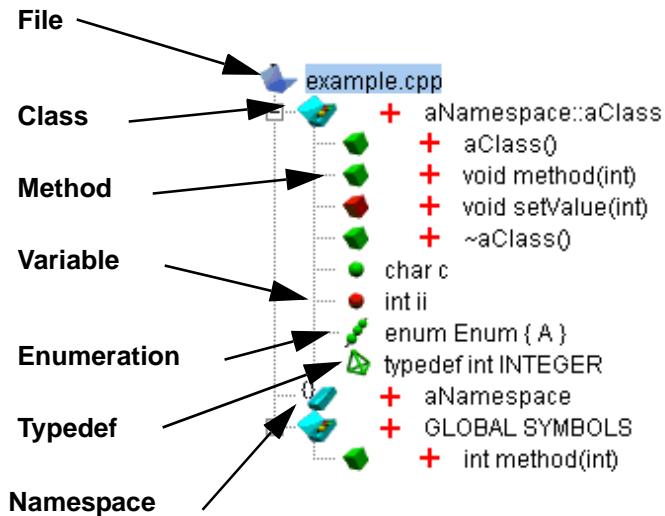 File
example.cpp
Class
+ aNamespace::aClass
+ aClass()
Method
+ void method(int)
+ void setValue(int)
+ ~aClass()
Variable
char c
int ii
Enumeration
enum Enum { A }
typedef int INTEGER
{} + aNamespace
Typedef
+ GLOBAL SYMBOLS
+ int method(int)
Namespace